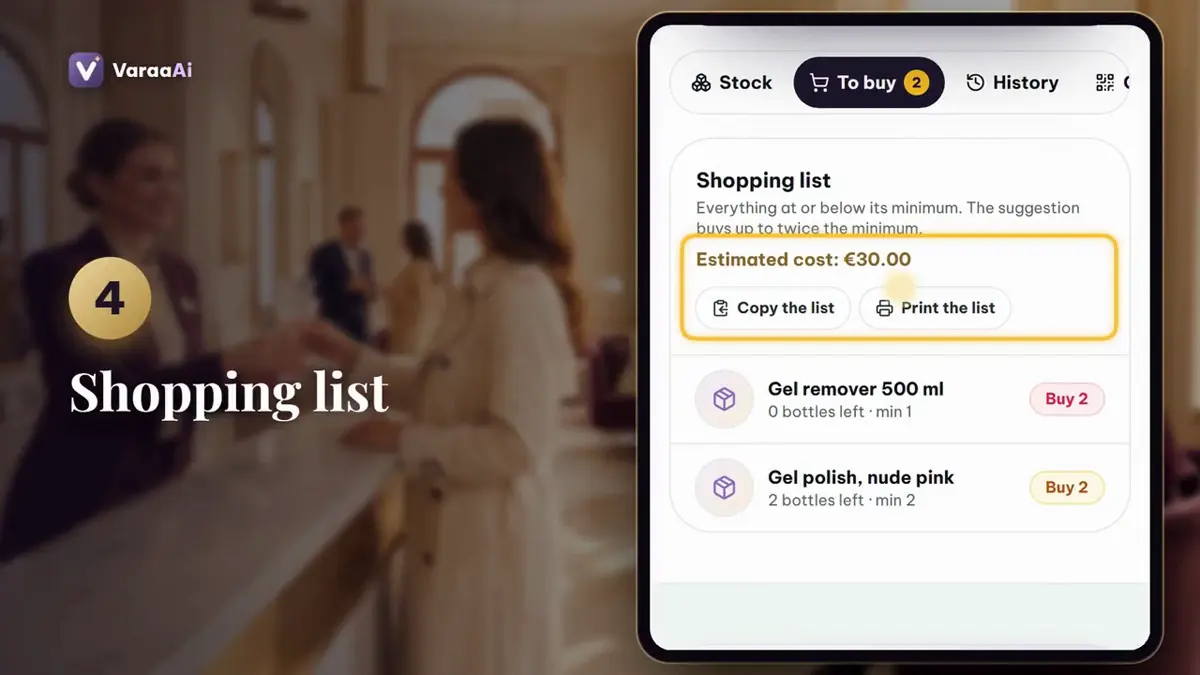 VaraaAi
4
Shopping list
Stock
To buy 2
History
Shopping list
Everything at or below its minimum. The suggestion
buys up to twice the minimum.
Estimated cost: €30.00
Copy the list
Print the list
Gel remover 500 ml
0 bottles left · min 1
Buy 2
Gel polish, nude pink
2 bottles left · min 2
Buy 2